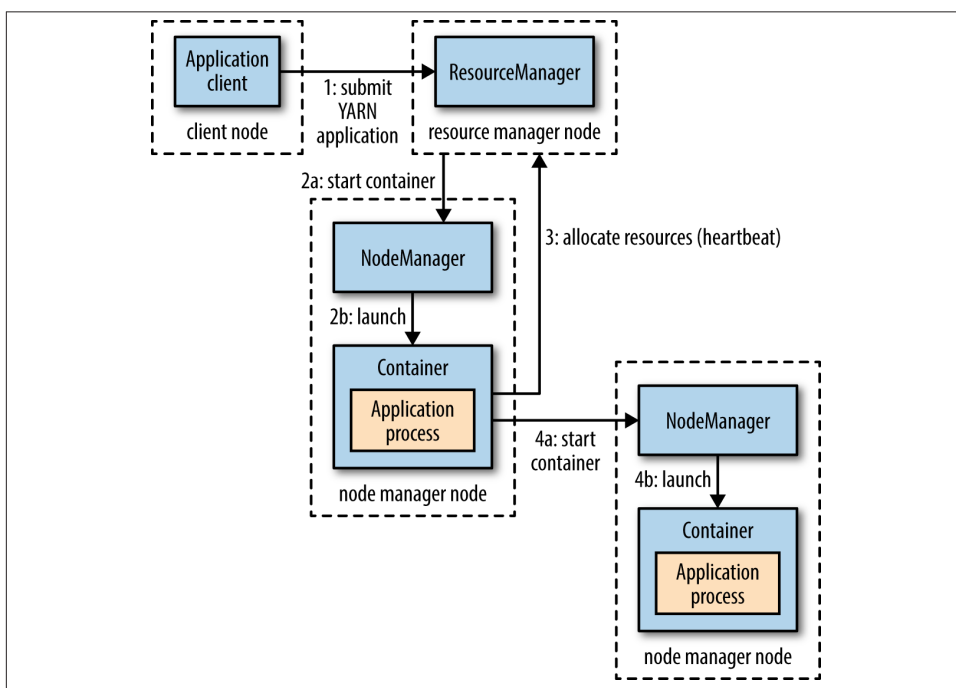 Application
client
client node
1: submit
YARN
application
ResourceManager
resource manager node
2a: start container
NodeManager
2b: launch
Container
Application
process
node manager node
3: allocate resources (heartbeat)
4a: start
container
NodeManager
4b: launch
Container
Application
process
node manager node